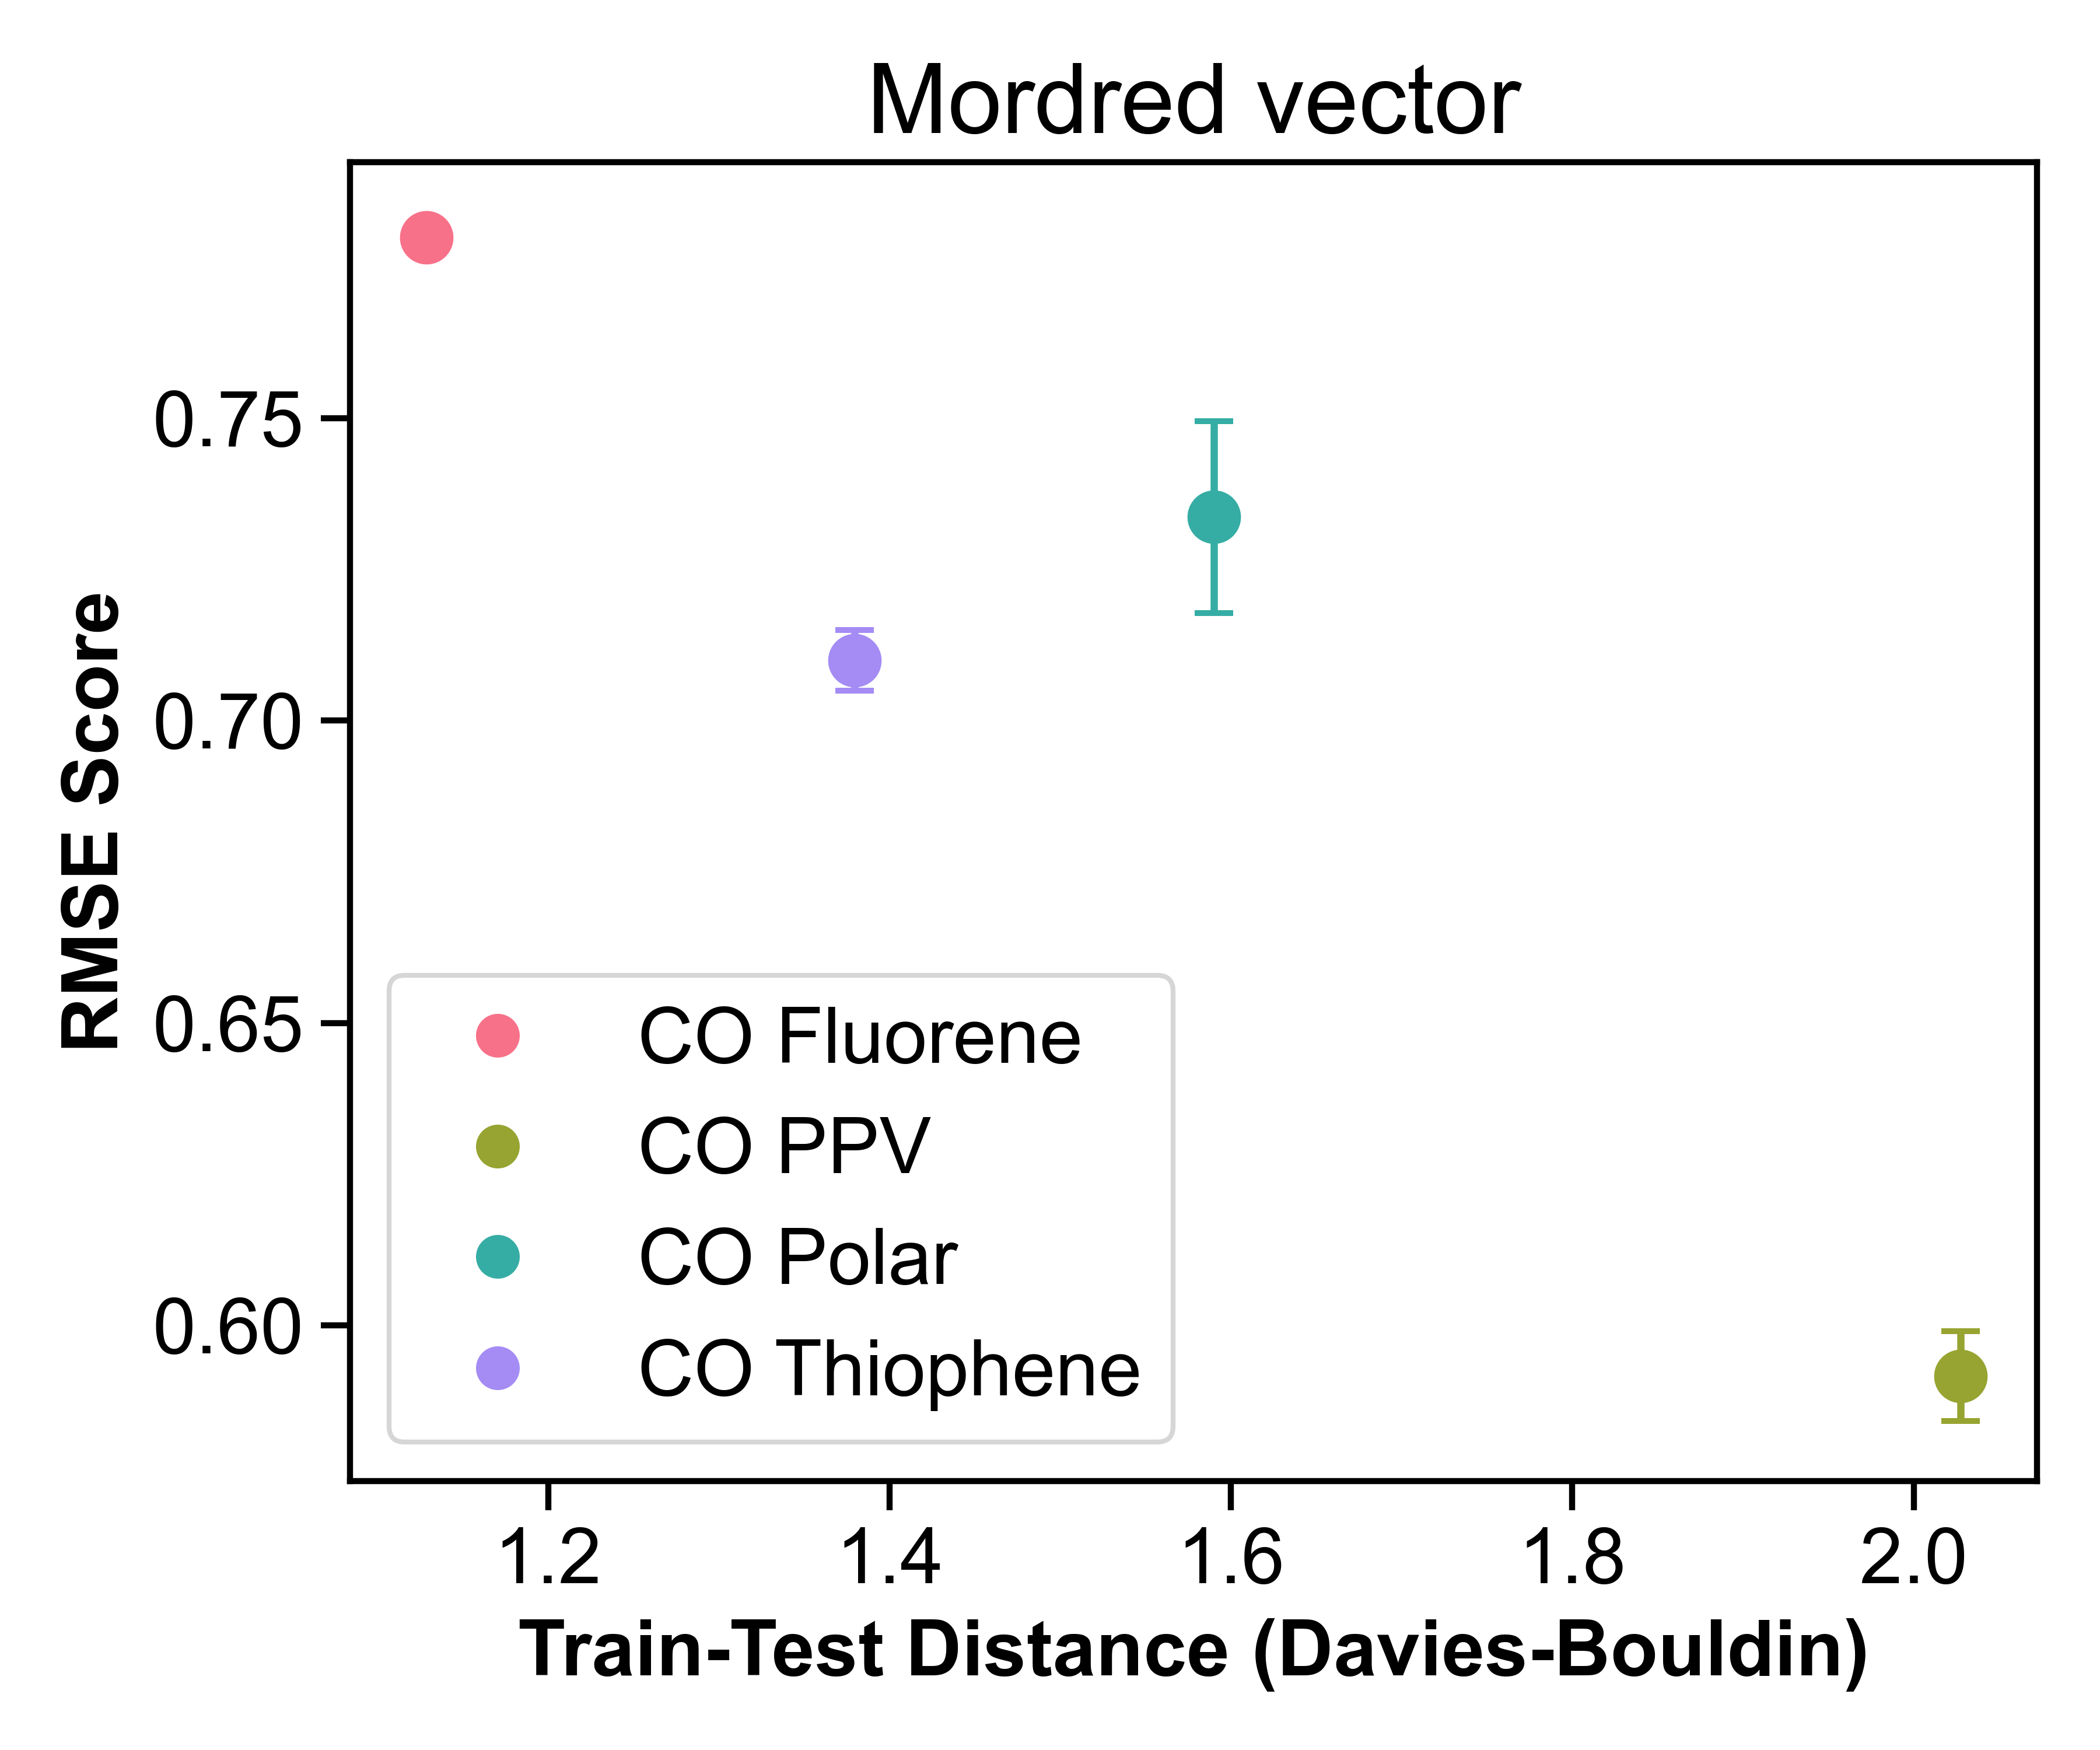 Mordred vector
RMSE Score
0.75
0.70
0.65
0.60
CO Fluorene
CO PPV
CO Polar
CO Thiophene
1.2 1.4 1.6 1.8 2.0
Train-Test Distance (Davies-Bouldin)